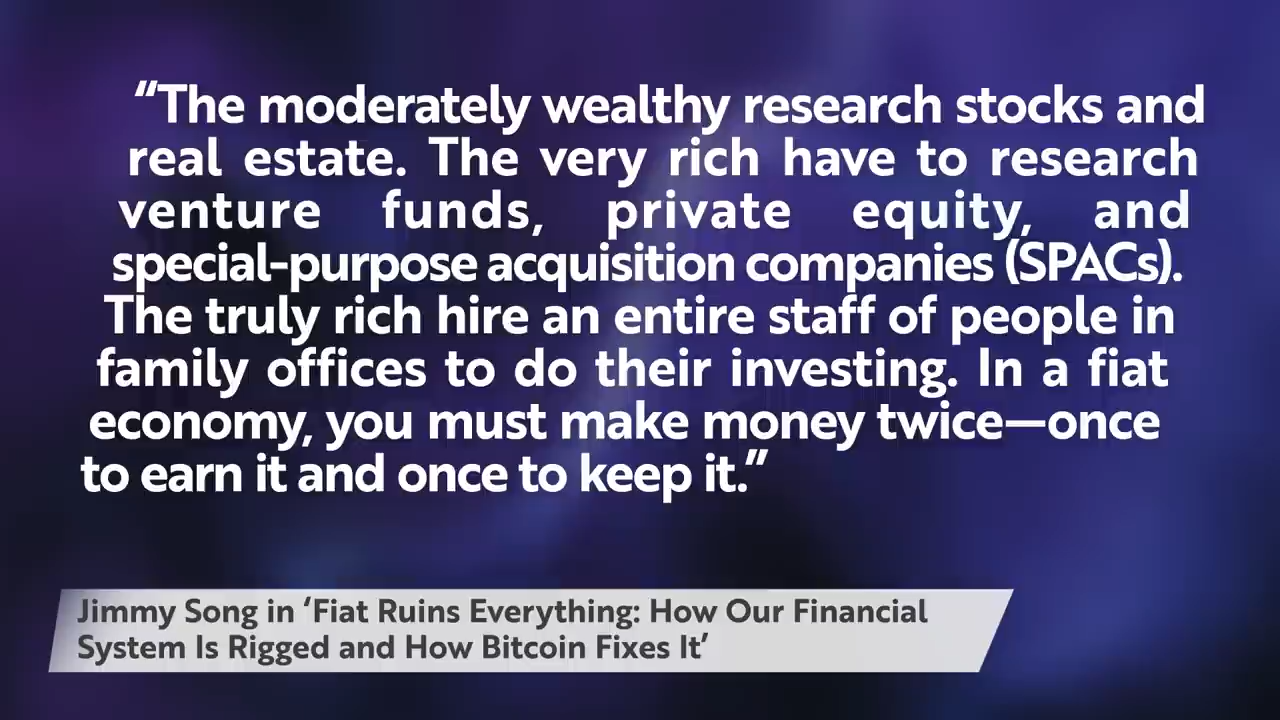 “The moderately wealthy research stocks and
real estate. The very rich have to research
venture funds, private equity, and
special-purpose acquisition companies (SPACs).
The truly rich hire an entire staff of people in
family offices to do their investing. In a fiat
economy, you must make money twice—once
to earn it and once to keep it.”
Jimmy Song in ‘Fiat Ruins Everything: How Our Financial
System Is Rigged and How Bitcoin Fixes It’